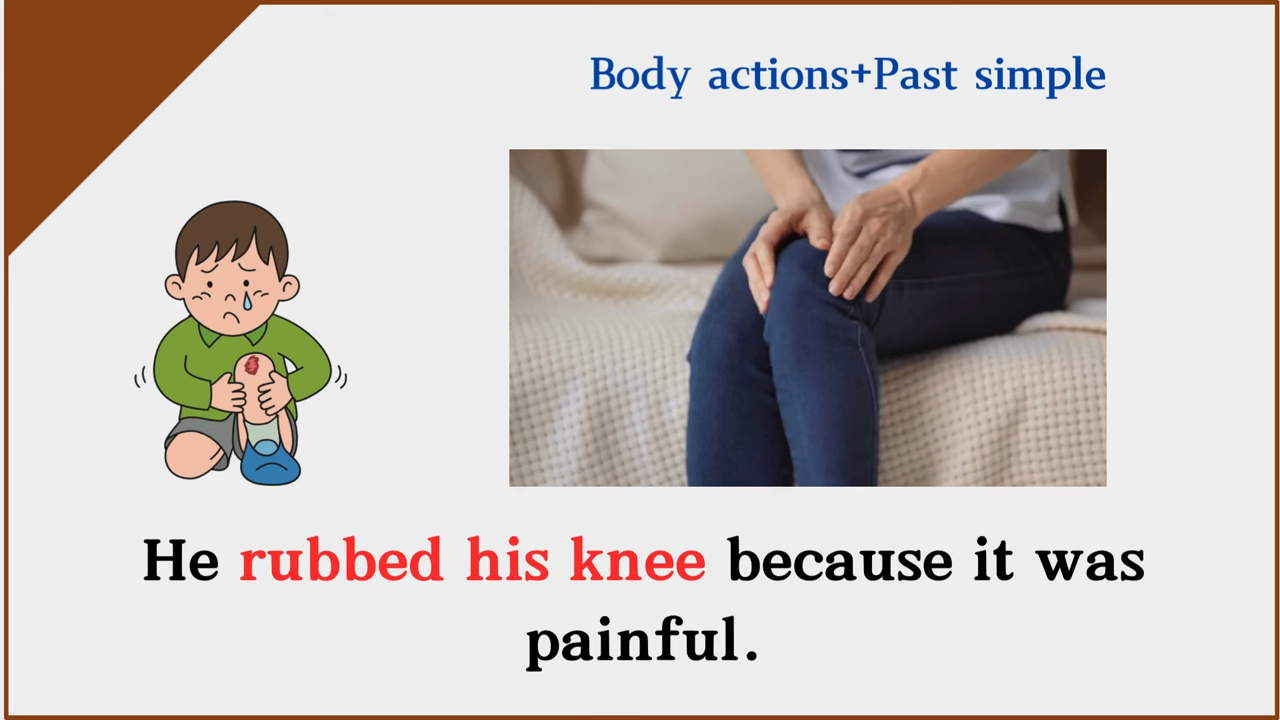 Body actions+Past simple
He rubbed his knee because it was
painful.